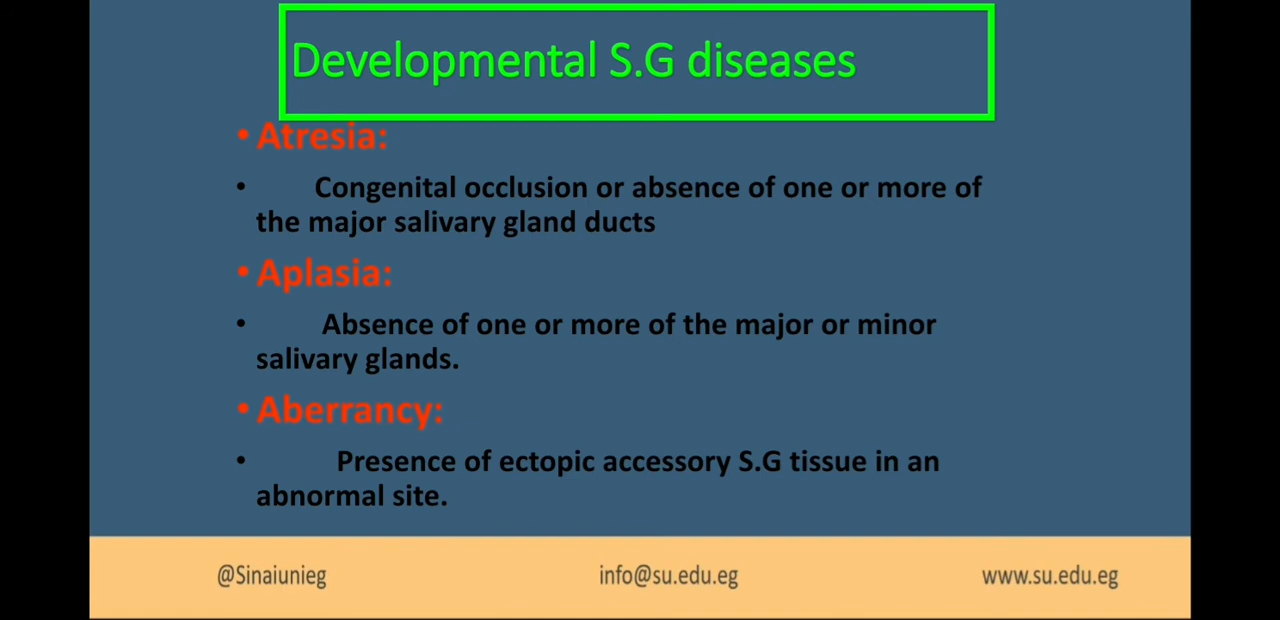 Developmental S.G diseases
• Atresia:
• Congenital occlusion or absence of one or more of
the major salivary gland ducts
• Aplasia:
• Absence of one or more of the major or minor
salivary glands.
• Aberrancy:
• Presence of ectopic accessory S.G tissue in an
abnormal site.
@Sinaiunieg info@su.edu.eg www.su.edu.eg